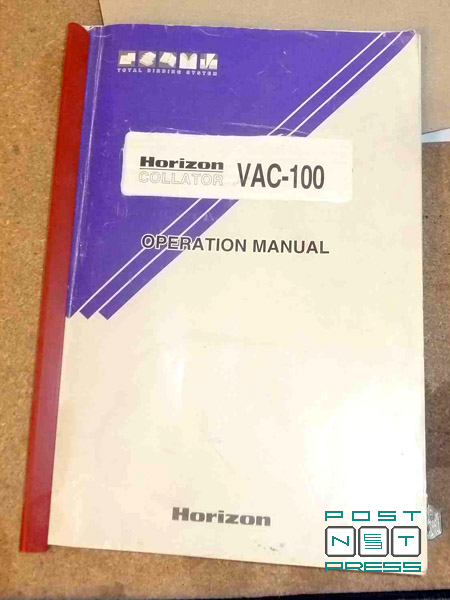 TOTAL BINDING SYSTEM
Horizon
COLLATOR VAC-100
OPERATION MANUAL
Horizon
POST
NET
PRESS